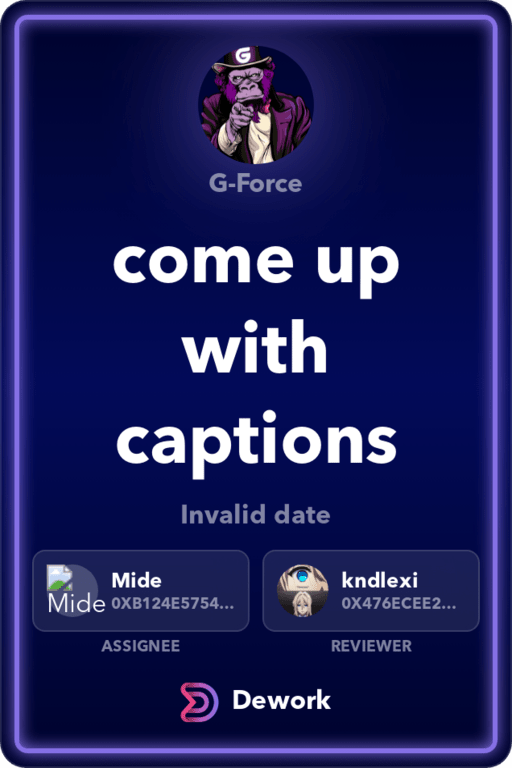 G
G-Force
come up
with
captions
Invalid date
Mide
Mide
0XB124E5754...
ASSIGNEE
kndlexi
0X476ECEE2...
REVIEWER
Dework